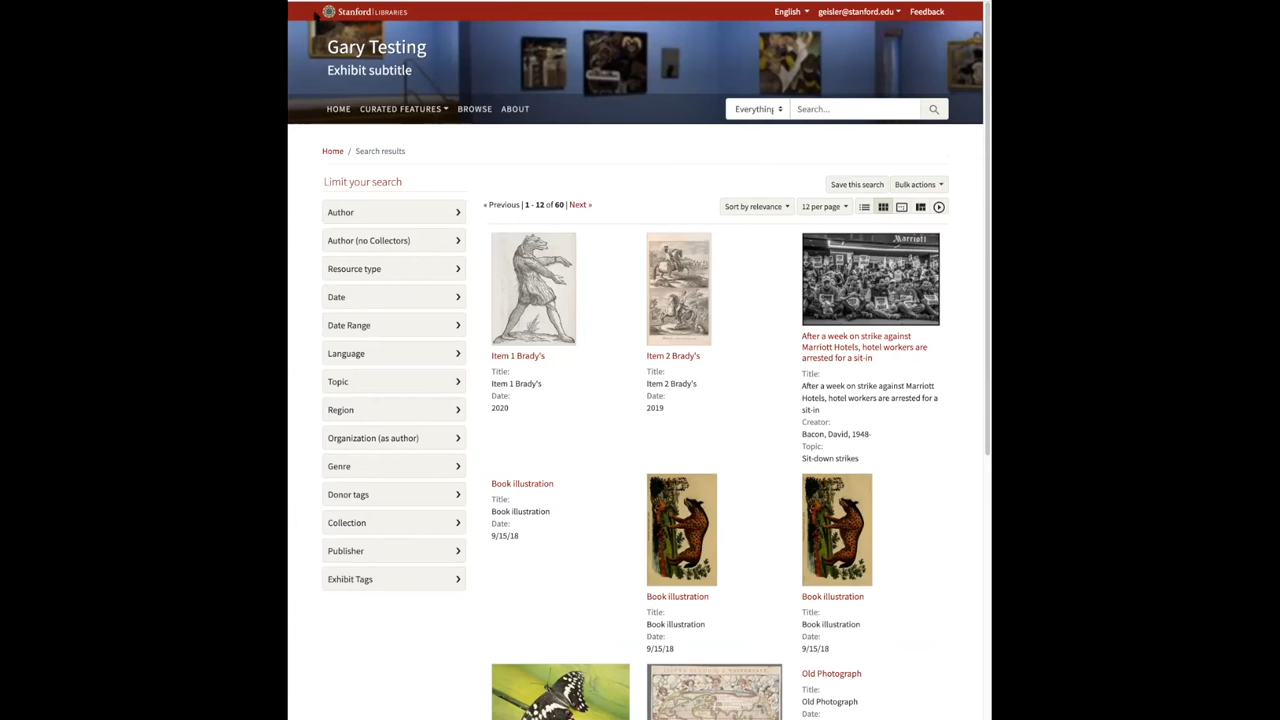 Stanford | LIBRARIES
English geisler@stanford.edu Feedback
Gary Testing
Exhibit subtitle
HOME CURATED FEATURES BROWSE ABOUT
Everything Search...
Home / Search results
Limit your search
Author
Author (no Collectors)
Resource type
Date
Date Range
Language
Topic
Region
Organization (as author)
Genre
Donor tags
Collection
Publisher
Exhibit Tags
Save this search Bulk actions
« Previous | 1 - 12 of 60 | Next »
Sort by relevance 12 per page
Item 1 Brady's
Title:
Item 1 Brady's
Date:
2020
Item 2 Brady's
Title:
Item 2 Brady's
Date:
2019
Marriott
After a week on strike against
Marriott Hotels, hotel workers are
arrested for a sit-in
Title:
After a week on strike against Marriott
Hotels, hotel workers are arrested for a
sit-in
Creator:
Bacon, David, 1948-
Topic:
Sit-down strikes
Book illustration
Title:
Book illustration
Date:
9/15/18
Book illustration
Title:
Book illustration
Date:
9/15/18
Book illustration
Title:
Book illustration
Date:
9/15/18
Old Photograph
Title:
Old Photograph
Date: